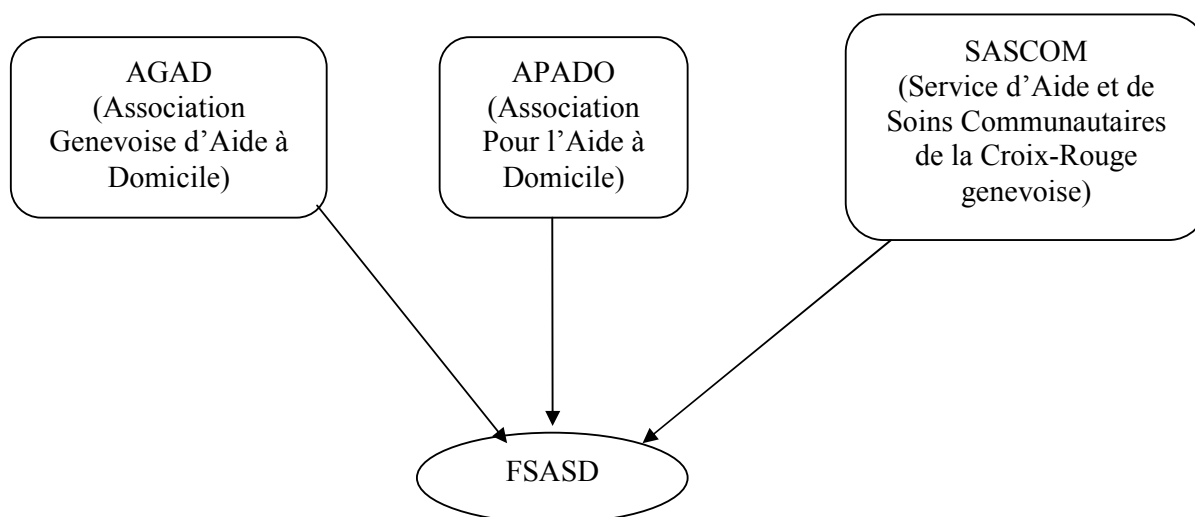 AGAD
(Association
Genevoise d’Aide à
Domicile)
APADO
(Association
Pour l’Aide à
Domicile)
SASCOM
(Service d’Aide et de
Soins Communautaires
de la Croix-Rouge
genevoise)
FSASD